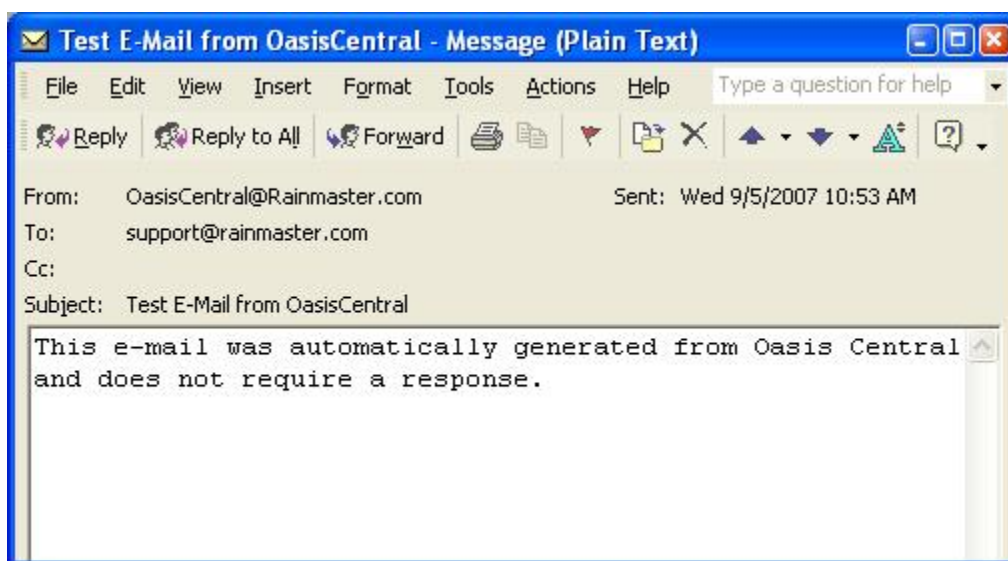 Test E-Mail from OasisCentral - Message (Plain Text)
File Edit View Insert Format Tools Actions Help Type a question for help
Reply Reply to All Forward
From: OasisCentral@Rainmaster.com Sent: Wed 9/5/2007 10:53 AM
To: support@rainmaster.com
Cc:
Subject: Test E-Mail from OasisCentral
This e-mail was automatically generated from Oasis Central
and does not require a response.